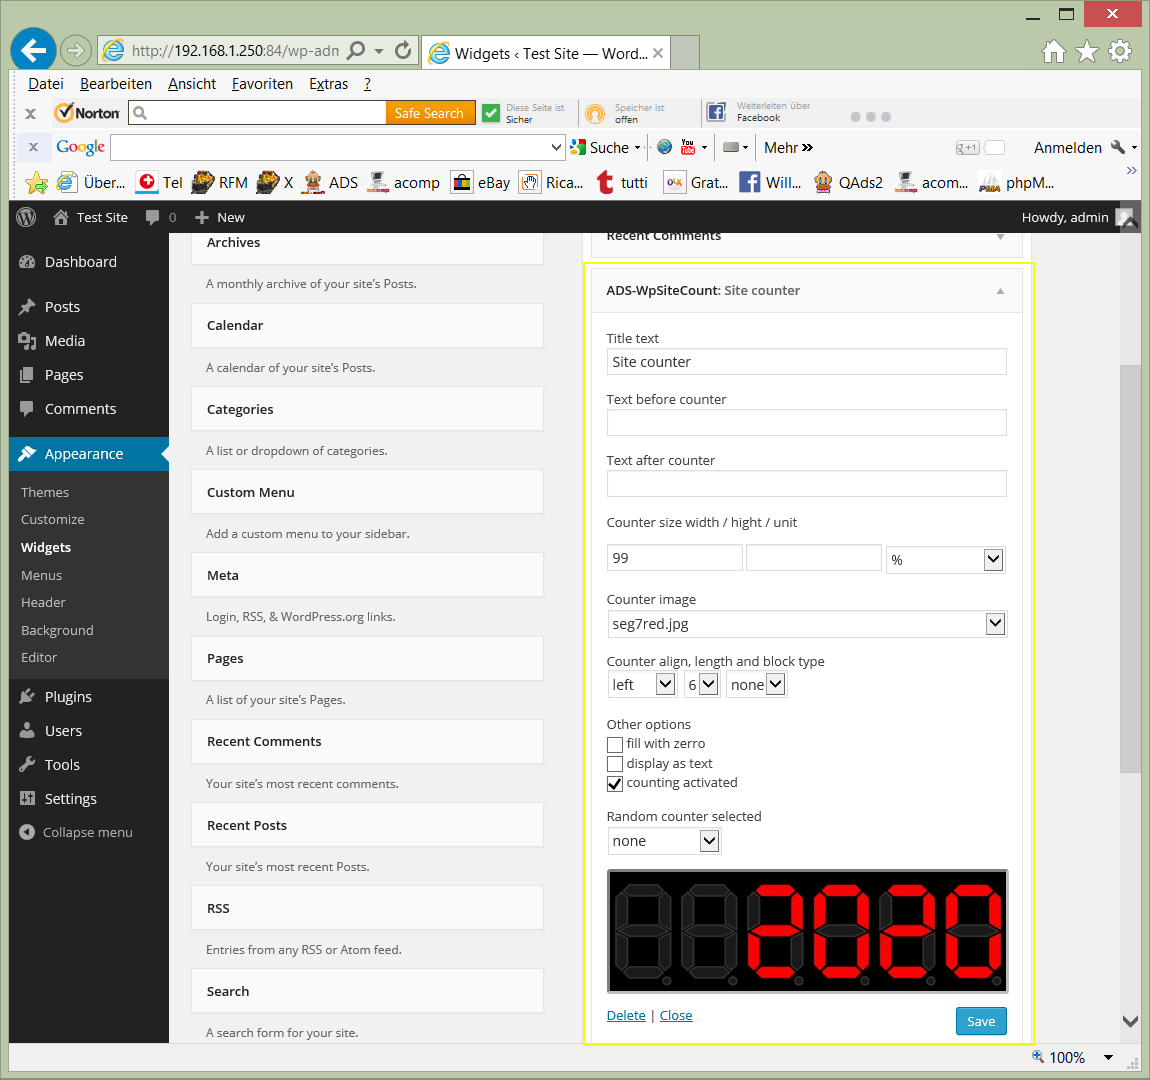 http://192.168.1.250:84/wp-adm
Widgets ‹ Test Site — Word...
Datei Bearbeiten Ansicht Favoriten Extras ?
x Norton Safe Search Diese Seite ist Sicher Speicher ist offen Weiterleiten über Facebook
x Google Suche You Tube Mehr » g +1 Anmelden
Über... Tel RFM X ADS acomp eBay Rica... tutti Grat... Will... QAds2 acom... phpM... »
Test Site 0 + New Howdy, admin
Dashboard
Posts
Media
Pages
Comments
Appearance
Themes
Customize
Widgets
Menus
Header
Background
Editor
Plugins
Users
Tools
Settings
Collapse menu
Archives
A monthly archive of your site's Posts.
Calendar
A calendar of your site's Posts.
Categories
A list or dropdown of categories.
Custom Menu
Add a custom menu to your sidebar.
Meta
Login, RSS, & WordPress.org links.
Pages
A list of your site's Pages.
Recent Comments
Your site's most recent comments.
Recent Posts
Your site's most recent Posts.
RSS
Entries from any RSS or Atom feed.
Search
A search form for your site.
Recent Comments
ADS-WpSiteCount: Site counter
Title text
Site counter
Text before counter
Text after counter
Counter size width / hight / unit
99 %
Counter image
seg7red.jpg
Counter align, length and block type
left 6 none
Other options
fill with zerro
display as text
counting activated
Random counter selected
none
2020
Delete | Close Save
100%